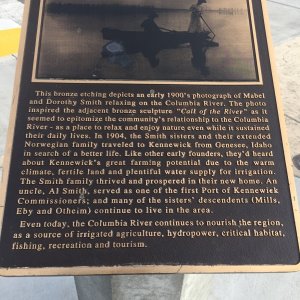 This bronze etching depicts an early 1900's photograph of Mabel
and Dorothy Smith relaxing on the Columbia River. The photo
inspired the adjacent bronze sculpture "Call of the River" as it
seemed to epitomize the community's relationship to the Columbia
River - as a place to relax and enjoy nature even while it sustained
their daily lives. In 1904, the Smith sisters and their extended
Norwegian family traveled to Kennewick from Genesee, Idaho
in search of a better life. Like other early founders, they'd heard
about Kennewick's great farming potential due to the warm
climate, fertile land and plentiful water supply for irrigation.
The Smith family thrived and prospered in their new home. An
uncle, Al Smith, served as one of the first Port of Kennewick
Commissioners; and many of the sisters' descendents (Mills,
Eby and Otheim) continue to live in the area.
Even today, the Columbia River continues to nourish the region,
as a source of irrigated agriculture, hydropower, critical habitat,
fishing, recreation and tourism.